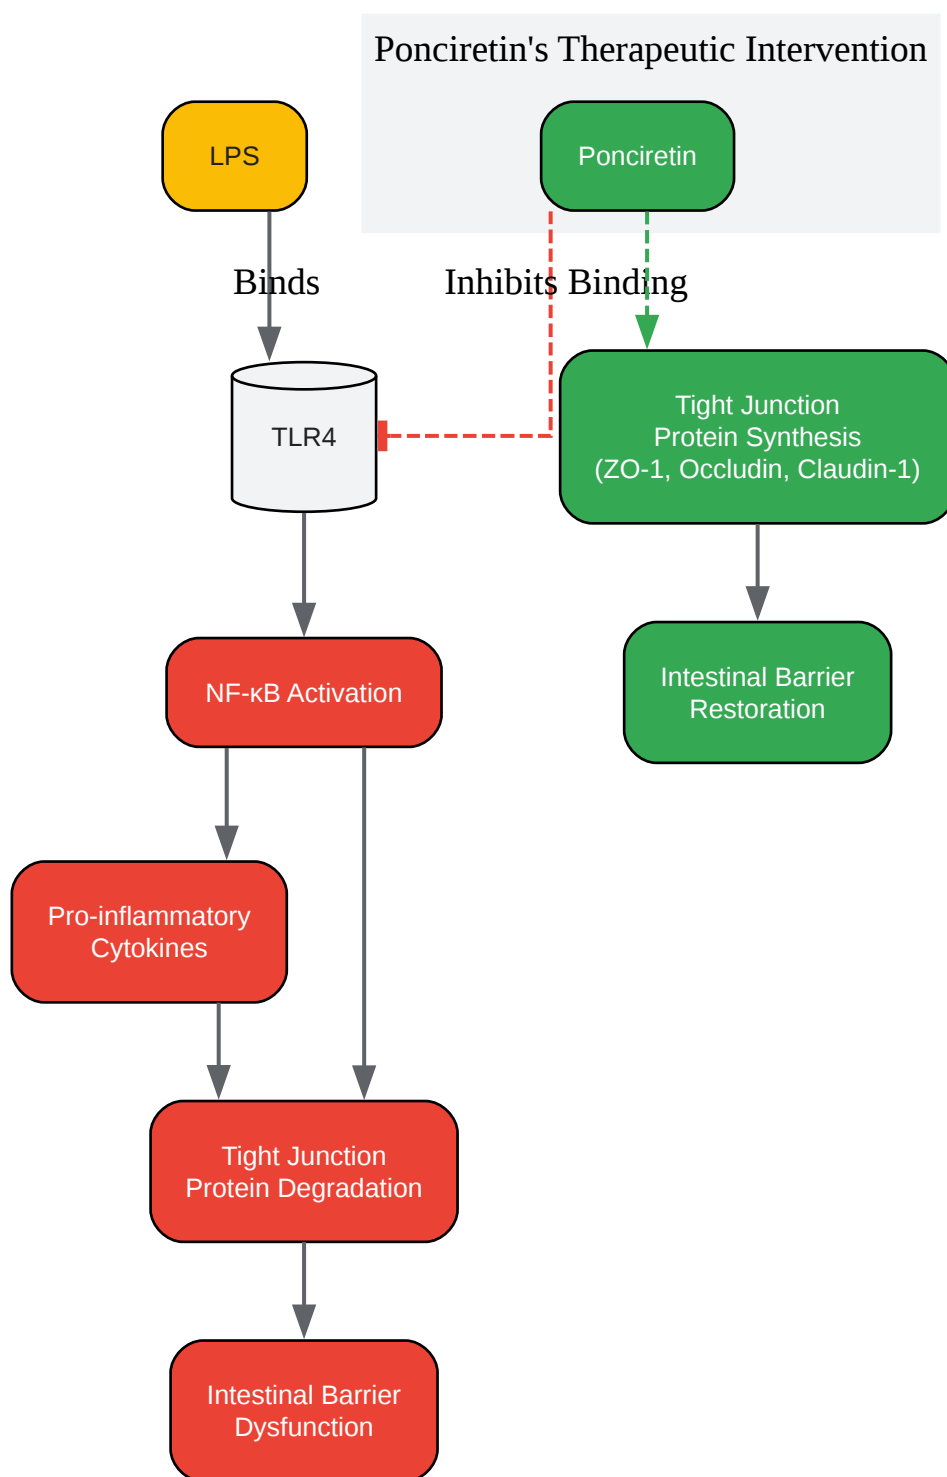 Ponciretin's Therapeutic Intervention
LPS
Ponciretin
Binds
Inhibits Binding
TLR4
Tight Junction
Protein Synthesis
(ZO-1, Occludin, Claudin-1)
NF-κB Activation
Intestinal Barrier
Restoration
Pro-inflammatory
Cytokines
Tight Junction
Protein Degradation
Intestinal Barrier
Dysfunction